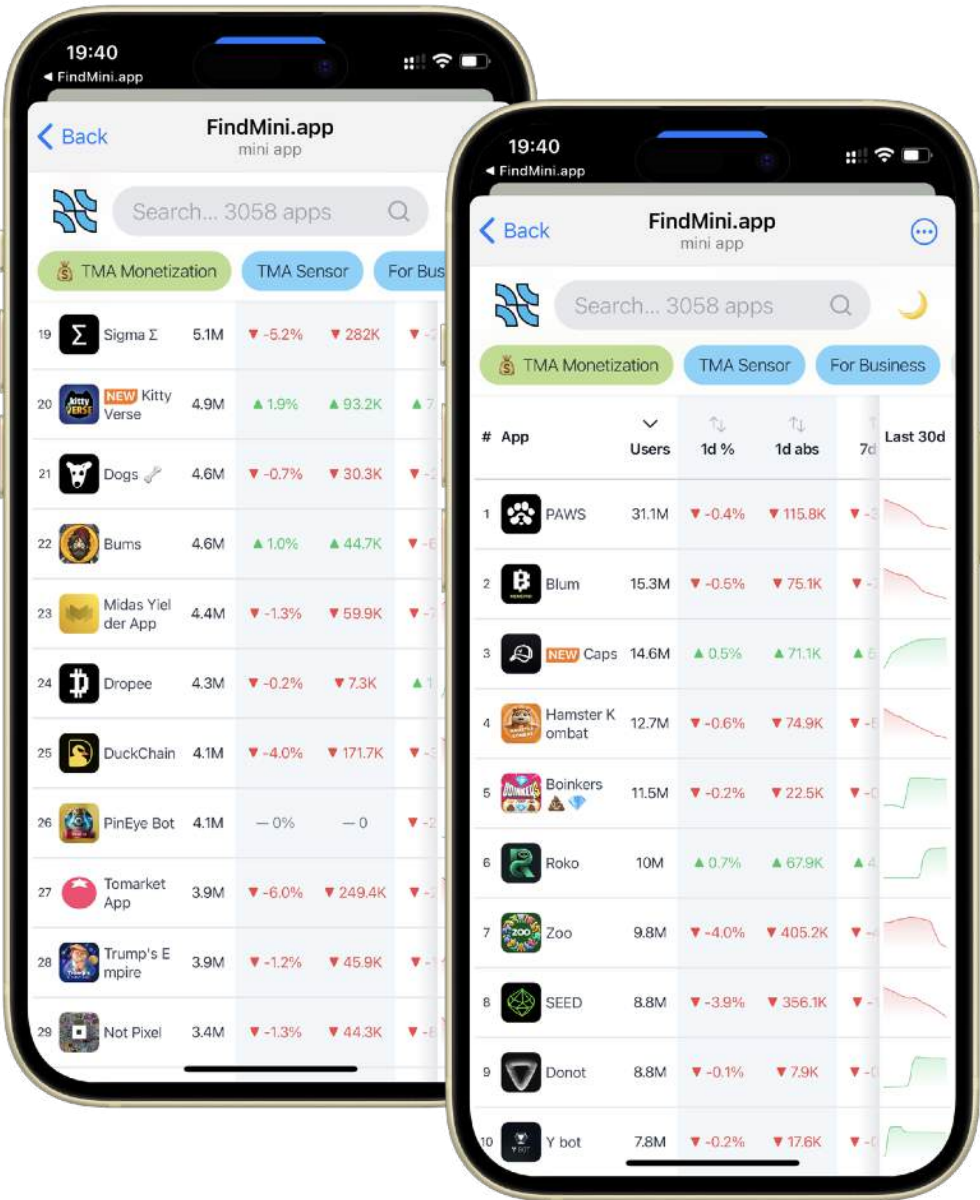 19:40
◀ FindMini.app
Back
FindMini.app
mini app
Search... 3058 apps
TMA Monetization TMA Sensor For Bus
19 Σ Sigma Σ 5.1M ▼ -5.2% ▼ 282K ▼
20 NEW Kitty Verse 4.9M ▲ 1.9% ▲ 93.2K ▲ 7
21 Dogs 🦴 4.6M ▼ -0.7% ▼ 30.3K ▼
22 Bums 4.6M ▲ 1.0% ▲ 44.7K ▼
23 Midas Yiel
der App 4.4M ▼ -1.3% ▼ 59.9K ▼
24 Dropee 4.3M ▼ -0.2% ▼ 7.3K ▲ 1
25 DuckChain 4.1M ▼ -4.0% ▼ 171.7K ▼
26 PinEye Bot 4.1M — 0% — 0 ▼ -2
27 Tomarket
App 3.9M ▼ -6.0% ▼ 249.4K ▼
28 Trump's E
mpire 3.9M ▼ -1.2% ▼ 45.9K ▼
29 Not Pixel 3.4M ▼ -1.3% ▼ 44.3K ▼
19:40
◀ FindMini.app
Back
FindMini.app
mini app
Search... 3058 apps
TMA Monetization TMA Sensor For Business
# App Users 1d % 1d abs 7d Last 30d
1 PAWS 31.1M ▼ -0.4% ▼ 115.8K ▼
2 Blum 15.3M ▼ -0.5% ▼ 75.1K ▼
3 NEW Caps 14.6M ▲ 0.5% ▲ 71.1K ▲
4 Hamster K
ombat 12.7M ▼ -0.6% ▼ 74.9K ▼
5 Boinkers
💩 💎 11.5M ▼ -0.2% ▼ 22.5K ▼
6 Roko 10M ▲ 0.7% ▲ 67.9K ▲ 4
7 ZOO Zoo 9.8M ▼ -4.0% ▼ 405.2K ▼
8 SEED 8.8M ▼ -3.9% ▼ 356.1K ▼
9 Donot 8.8M ▼ -0.1% ▼ 7.9K ▼
10 Y BOT Y bot 7.8M ▼ -0.2% ▼ 17.6K ▼